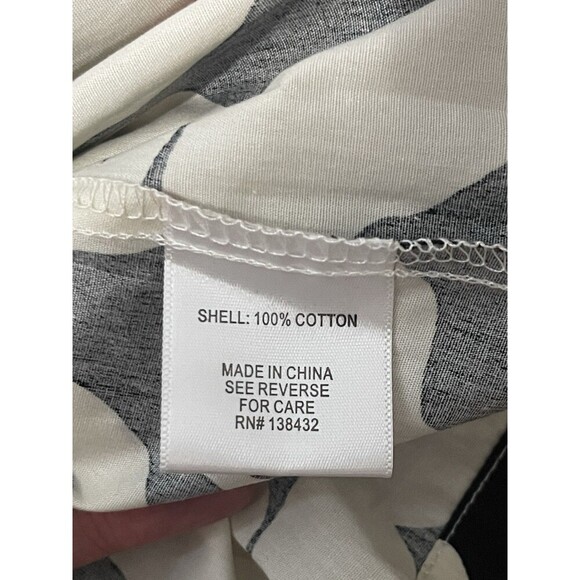 SHELL: 100% COTTON
MADE IN CHINA
SEE REVERSE
FOR CARE
RN# 138432